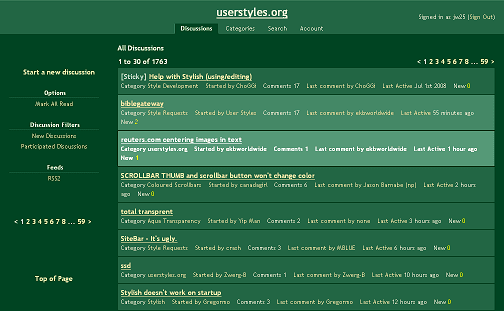 userstyles.org
Signed in as jw25 (Sign Out)
Discussions Categories Search Account
All Discussions
1 to 30 of 1763
< 1 2 3 4 5 6 7 8 ... 59 >
Start a new discussion
Options
Mark All Read
Discussion Filters
New Discussions
Participated Discussions
Feeds
RSS2
< 1 2 3 4 5 6 7 8 ... 59 >
Top of Page
[Sticky] Help with Stylish (using/editing)
Category Style Development Started by ChoGGi Comments 17 Last comment by ChoGGi Last Active Jul 1st 2008 New 0
biblegateway
Category Style Requests Started by User Styles Comments 17 Last comment by ekbworldwide Last Active 55 minutes ago
New 2
reuters.com centering images in text
Category userstyles.org Started by ekbworldwide Comments 1 Last comment by ekbworldwide Last Active 1 hour ago
New 1
SCROLLBAR THUMB and scrollbar button won't change color
Category Coloured Scrollbars Started by canadagirl Comments 6 Last comment by Jason Barnabe (np) Last Active 2 hours
ago New 0
total transprent
Category Aqua Transparency Started by Yip Man Comments 2 Last comment by none Last Active 3 hours ago New 0
SiteBar - It's ugly.
Category Style Requests Started by crash Comments 3 Last comment by MBLUE Last Active 6 hours ago New 0
ssd
Category userstyles.org Started by Zwerg-B Comments 1 Last comment by Zwerg-B Last Active 10 hours ago New 0
Stylish doesn't work on startup
Category Stylish Started by Gregormo Comments 3 Last comment by Gregormo Last Active 12 hours ago New 0